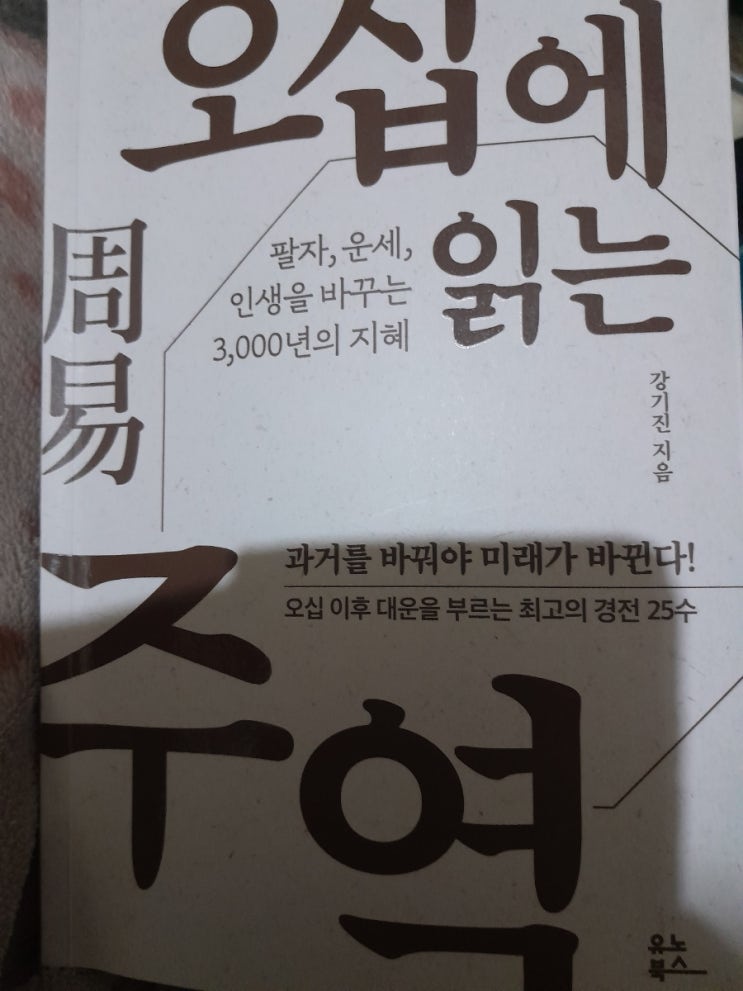 오십에
읽는
팔자, 운세,
인생을 바꾸는
3,000년의 지혜
周易
강기진 지음
과거를 바꿔야 미래가 바뀐다!
오십 이후 대운을 부르는 최고의 경전 25수
주역
유노
북스